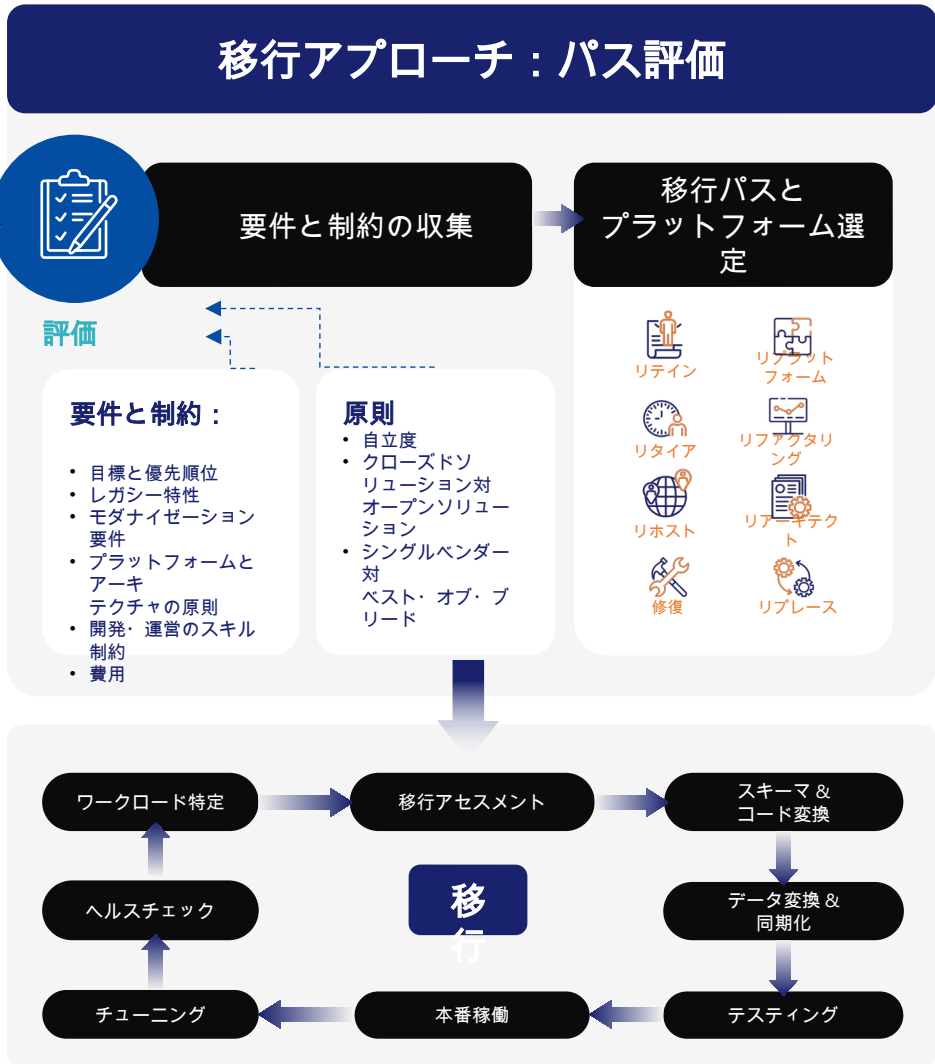 移行アプローチ：パス評価
要件と制約の収集
移行パスと
プラットフォーム選
定
評価
要件と制約：
• 目標と優先順位
• レガシー特性
• モダナイゼーション
要件
• プラットフォームと
アーキ
テクチャの原則
• 開発・運営のスキル
制約
• 費用
原則
• 自立度
• クローズドソ
リューション対
オープンソリュー
ション
• シングルベンダー
対
ベスト・オブ・ブ
リード
リテイン
リプラット
フォーム
リタイア
リファクタリ
ング
リホスト
リアーキテク
ト
修復
リプレース
ワークロード特定
移行アセスメント
スキーマ &
コード変換
ヘルスチェック
移
行
データ変換 &
同期化
チューニング
本番稼働
テスティング